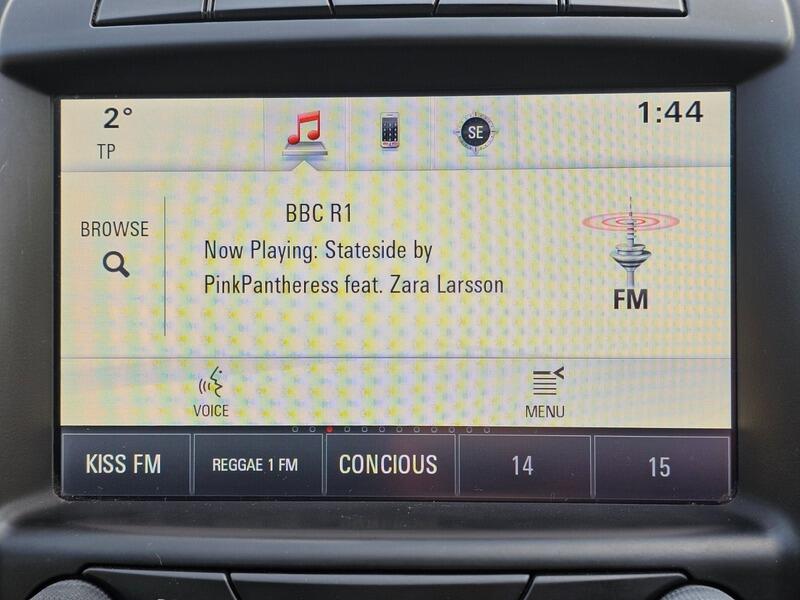 2° 1:44
TP
SE
BBC R1
BROWSE
Now Playing: Stateside by
PinkPantheress feat. Zara Larsson
FM
VOICE MENU
KISS FM REGGAE 1 FM CONCIOUS 14 15